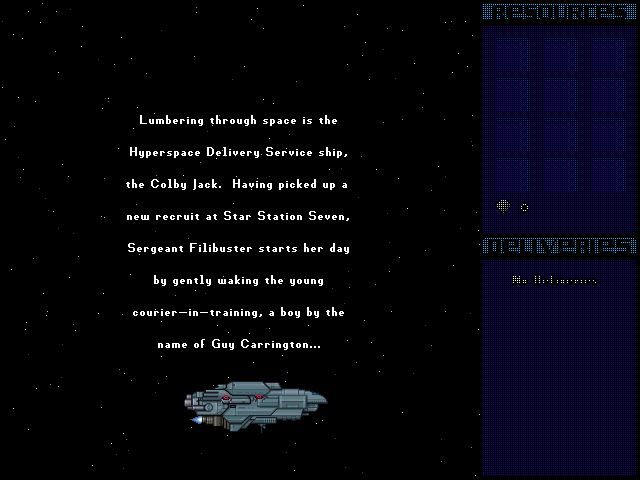 Resources
Lumbering through space is the
Hyperspace Delivery Service ship,
the Colby Jack. Having picked up a
new recruit at Star Station Seven,
Sergeant Filibuster starts her day
by gently waking the young
courier-in-training, a boy by the
name of Guy Carrington...
Deliveries
No Deliveries